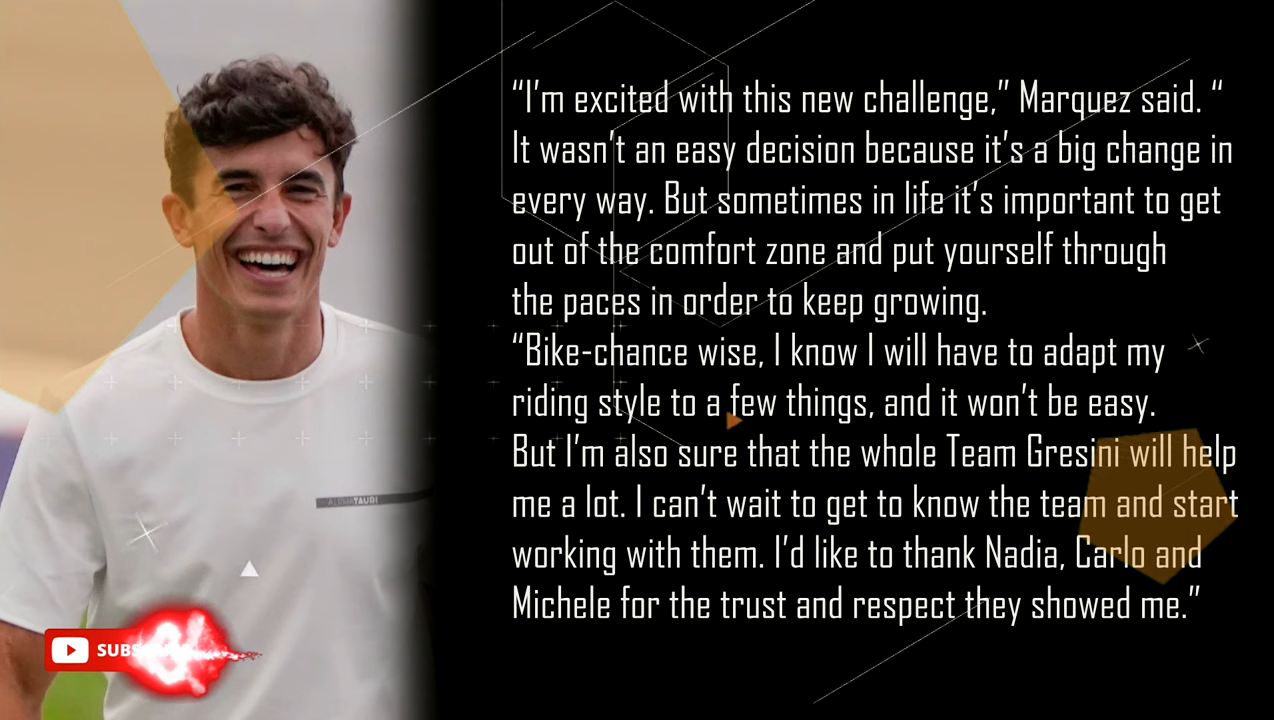 “I’m excited with this new challenge,” Marquez said. “
It wasn’t an easy decision because it’s a big change in
every way. But sometimes in life it’s important to get
out of the comfort zone and put yourself through
the paces in order to keep growing.
“Bike-chance wise, I know I will have to adapt my
riding style to a few things, and it won’t be easy.
But I’m also sure that the whole Team Gresini will help
me a lot. I can’t wait to get to know the team and start
working with them. I’d like to thank Nadia, Carlo and
Michele for the trust and respect they showed me.”
ALPHATAURI